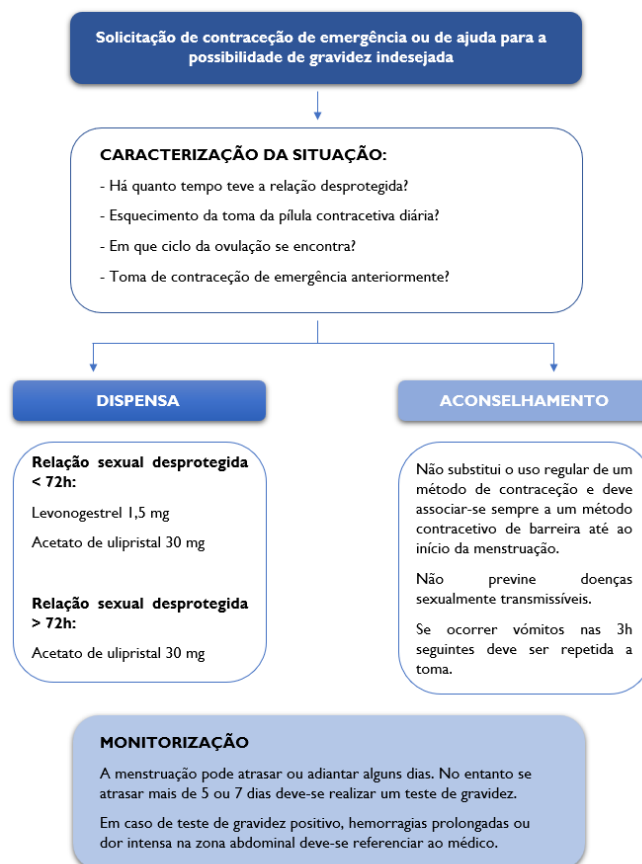 Solicitação de contraceção de emergência ou de ajuda para a
possibilidade de gravidez indesejada
CARACTERIZAÇÃO DA SITUAÇÃO:
- Há quanto tempo teve a relação desprotegida?
- Esquecimento da toma da pílula contracetiva diária?
- Em que ciclo da ovulação se encontra?
- Toma de contraceção de emergência anteriormente?
DISPENSA
Relação sexual desprotegida
< 72h:
Levonogestrel 1,5 mg
Acetato de ulipristal 30 mg
Relação sexual desprotegida
> 72h:
Acetato de ulipristal 30 mg
ACONSELHAMENTO
Não substitui o uso regular de um
método de contraceção e deve
associar-se sempre a um método
contracetivo de barreira até ao
início da menstruação.
Não previne doenças
sexualmente transmissíveis.
Se ocorrer vómitos nas 3h
seguintes deve ser repetida a
toma.
MONITORIZAÇÃO
A menstruação pode atrasar ou adiantar alguns dias. No entanto se
atrasar mais de 5 ou 7 dias deve-se realizar um teste de gravidez.
Em caso de teste de gravidez positivo, hemorragias prolongadas ou
dor intensa na zona abdominal deve-se referenciar ao médico.